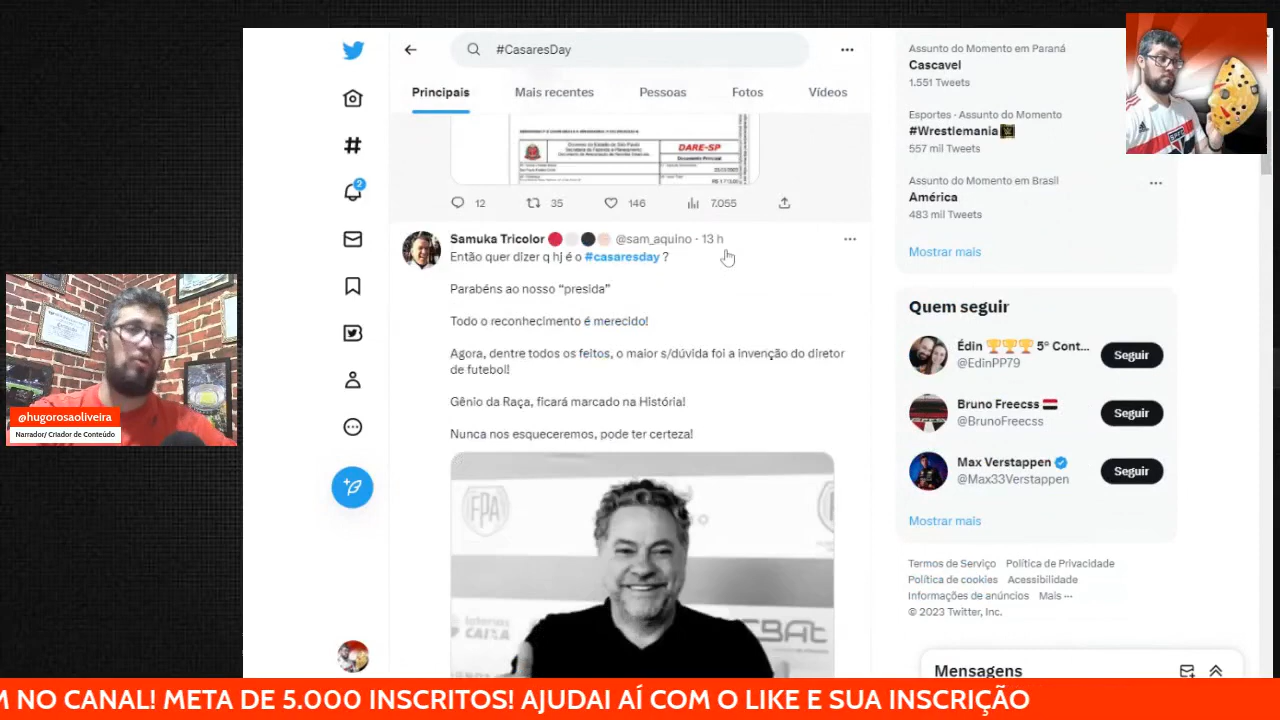 #CasaresDay
Principais
Mais recentes
Pessoas
Fotos
Vídeos
DARE-SP
Documento Principal
12
35
146
7.055
2
Samuka Tricolor @sam_aquino · 13 h
Então quer dizer q hj é o #casaresday ?
Parabéns ao nosso “presida”
Todo o reconhecimento é merecido!
Agora, dentre todos os feitos, o maior s/dúvida foi a invenção do diretor
de futebol!
Gênio da Raça, ficará marcado na História!
Nunca nos esqueceremos, pode ter certeza!
FPA
CAIXA
CBAt
Assunto do Momento em Paraná
Cascavel
1.551 Tweets
Esportes · Assunto do Momento
#Wrestlemania
557 mil Tweets
Assunto do Momento em Brasil
América
483 mil Tweets
Mostrar mais
Quem seguir
Édin 🏆🏆🏆 5º Cont...
@EdinPP79
Seguir
Bruno Freecss
@BrunoFreecss
Seguir
Max Verstappen
@Max33Verstappen
Seguir
Mostrar mais
Termos de Serviço Política de Privacidade
Política de cookies Acessibilidade
Informações de anúncios Mais ···
© 2023 Twitter, Inc.
Mensagens
@hugorosaoliveira
Narrador/ Criador de Conteúdo
M NO CANAL! META DE 5.000 INSCRITOS! AJUDAI AÍ COM O LIKE E SUA INSCRIÇÃO